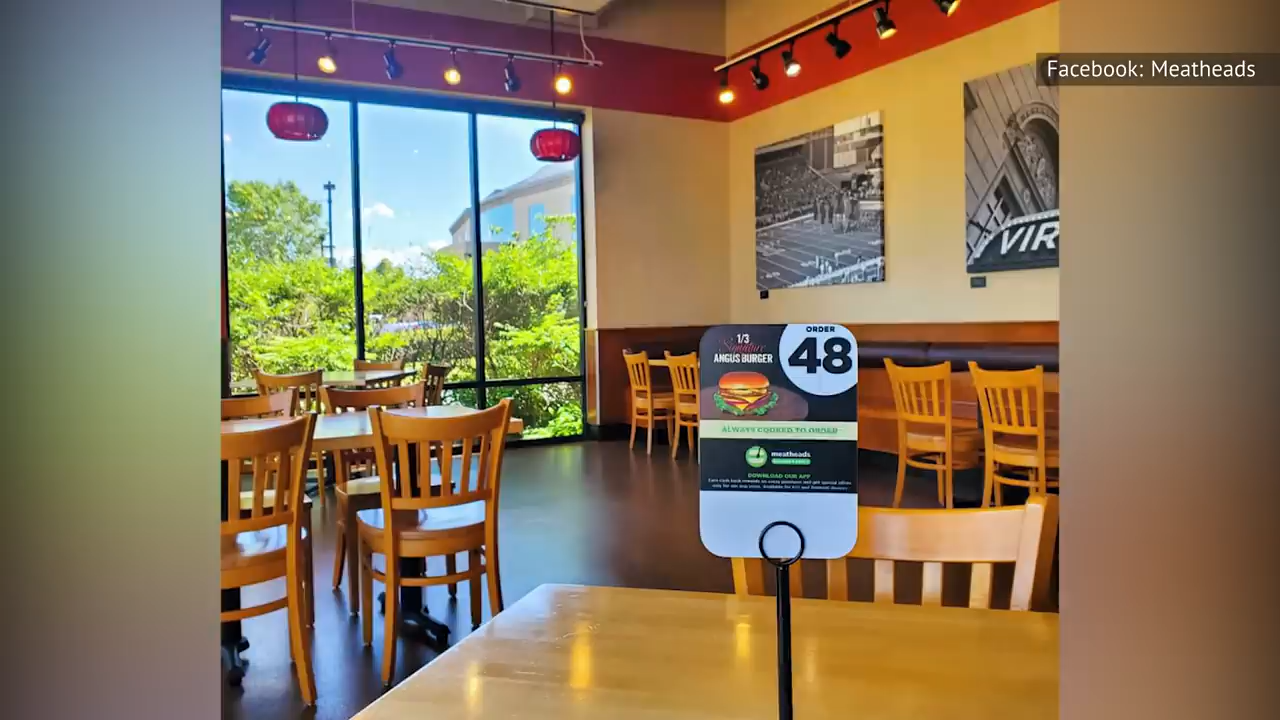 Facebook: Meatheads
VIR
ORDER
48
1/3
Signature
ANGUS BURGER
ALWAYS COOKED TO ORDER
meatheads
DOWNLOAD OUR APP